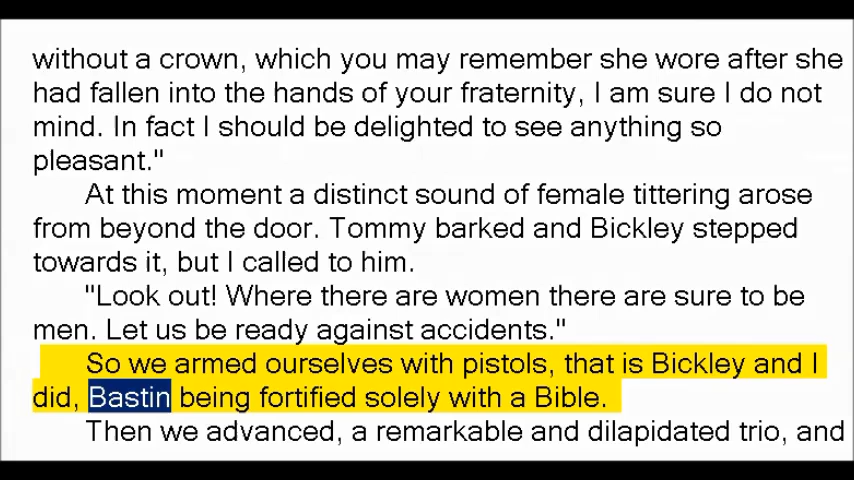 without a crown, which you may remember she wore after she
had fallen into the hands of your fraternity, I am sure I do not
mind. In fact I should be delighted to see anything so
pleasant."
At this moment a distinct sound of female tittering arose
from beyond the door. Tommy barked and Bickley stepped
towards it, but I called to him.
"Look out! Where there are women there are sure to be
men. Let us be ready against accidents."
So we armed ourselves with pistols, that is Bickley and I
did, Bastin being fortified solely with a Bible.
Then we advanced, a remarkable and dilapidated trio, and